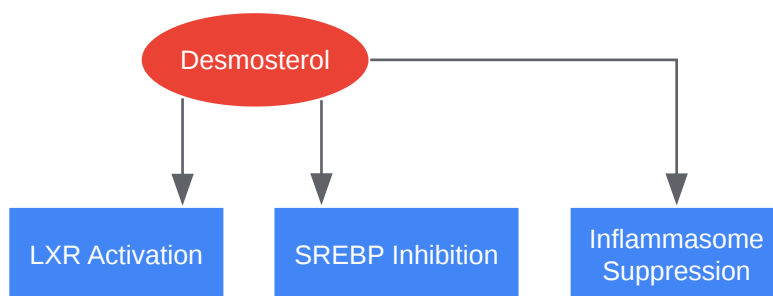 Desmosterol
LXR Activation
SREBP Inhibition
Inflammasome
Suppression